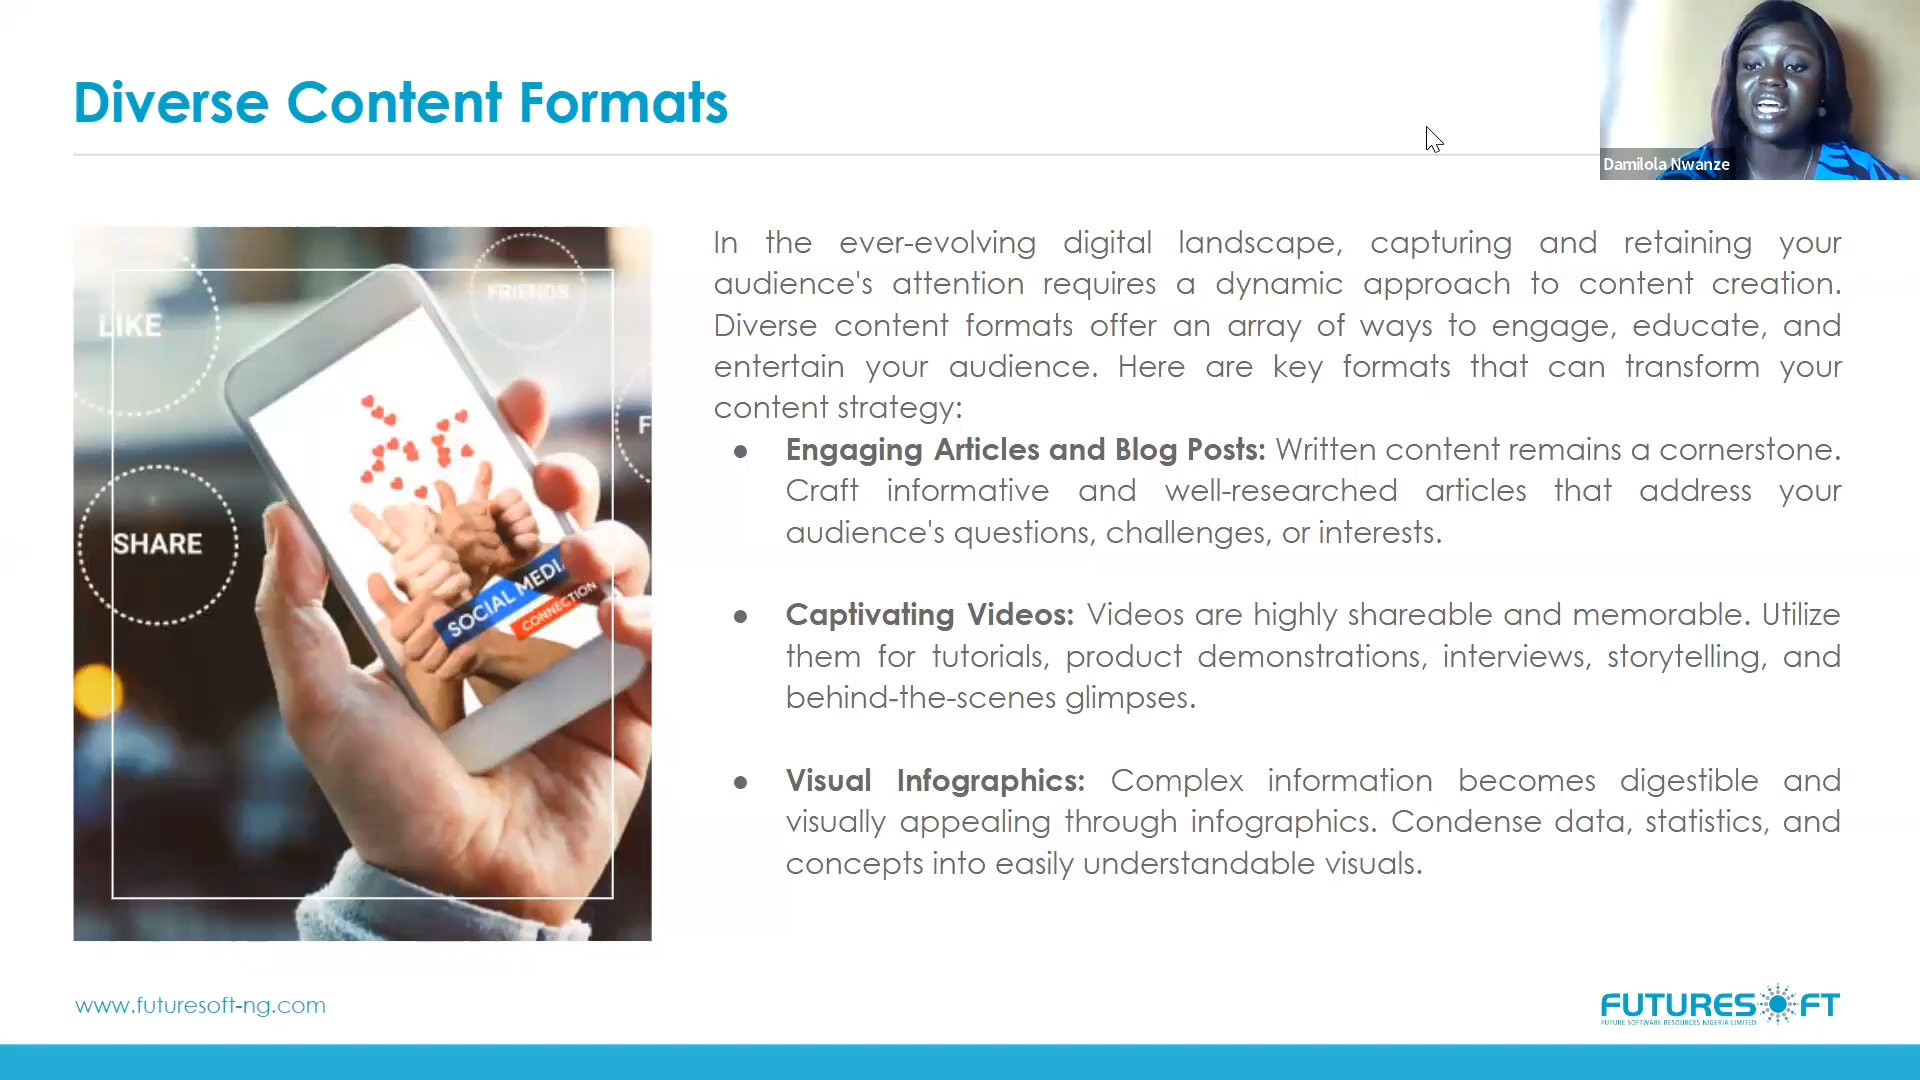 Diverse Content Formats
Damilola Nwanze
In the ever-evolving digital landscape, capturing and retaining your
audience's attention requires a dynamic approach to content creation.
Diverse content formats offer an array of ways to engage, educate, and
entertain your audience. Here are key formats that can transform your
content strategy:
● Engaging Articles and Blog Posts: Written content remains a cornerstone.
Craft informative and well-researched articles that address your
audience's questions, challenges, or interests.
● Captivating Videos: Videos are highly shareable and memorable. Utilize
them for tutorials, product demonstrations, interviews, storytelling, and
behind-the-scenes glimpses.
● Visual Infographics: Complex information becomes digestible and
visually appealing through infographics. Condense data, statistics, and
concepts into easily understandable visuals.
LIKE
FRIENDS
F
SHARE
SOCIAL MEDI
CONNECTION
www.futuresoft-ng.com
FUTURESOFT
FUTURE SOFTWARE RESOURCES NIGERIA LIMITED